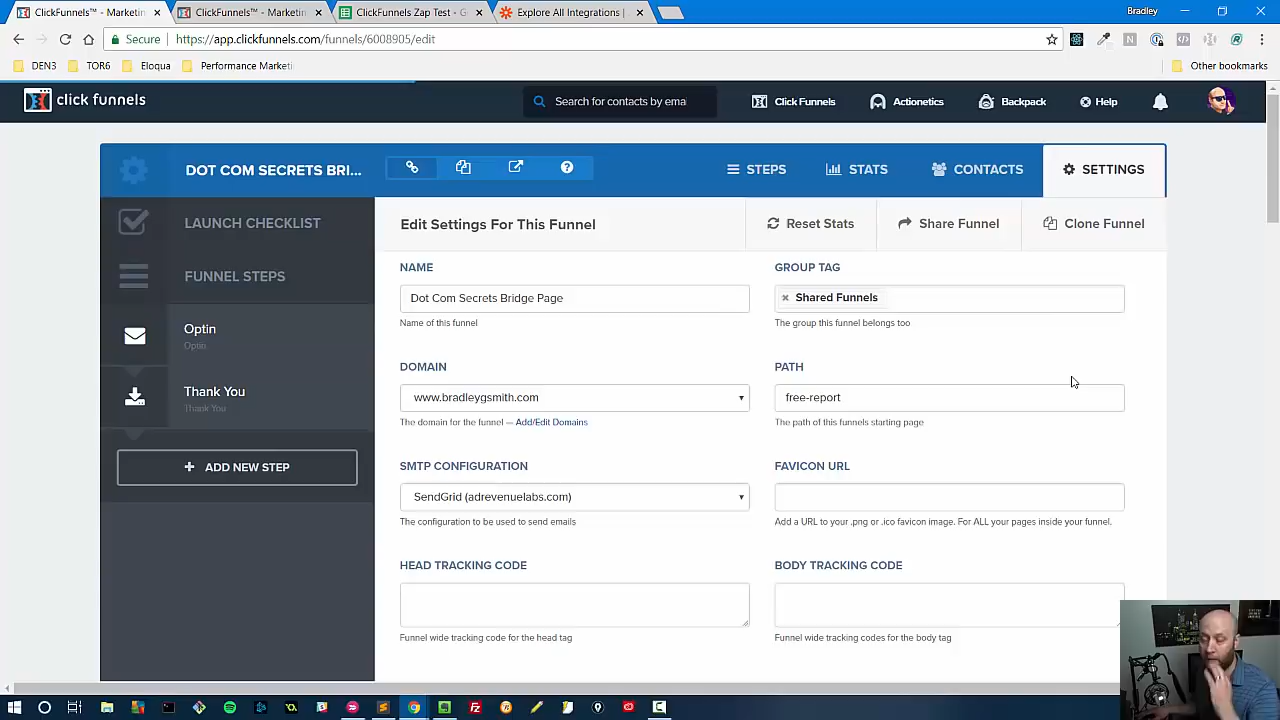 ClickFunnels™ - Marketin
ClickFunnels™ - Marketin
ClickFunnels Zap Test - G
Explore All Integrations |
Bradley
Secure
https://app.clickfunnels.com/funnels/6008905/edit
DEN3
TOR6
Eloqua
Performance Marketi
Other bookmarks
click funnels
Search for contacts by emai
Click Funnels
Actionetics
Backpack
Help
DOT COM SECRETS BRI...
STEPS
STATS
CONTACTS
SETTINGS
LAUNCH CHECKLIST
Edit Settings For This Funnel
Reset Stats
Share Funnel
Clone Funnel
FUNNEL STEPS
Optin
Optin
Thank You
Thank You
+ ADD NEW STEP
NAME
GROUP TAG
Dot Com Secrets Bridge Page
× Shared Funnels
Name of this funnel
The group this funnel belongs too
DOMAIN
PATH
www.bradleygsmith.com
free-report
The domain for the funnel — Add/Edit Domains
The path of this funnels starting page
SMTP CONFIGURATION
FAVICON URL
SendGrid (adrevenuelabs.com)
The configuration to be used to send emails
Add a URL to your .png or .ico favicon image. For ALL your pages inside your funnel.
HEAD TRACKING CODE
BODY TRACKING CODE
Funnel wide tracking code for the head tag
Funnel wide tracking codes for the body tag